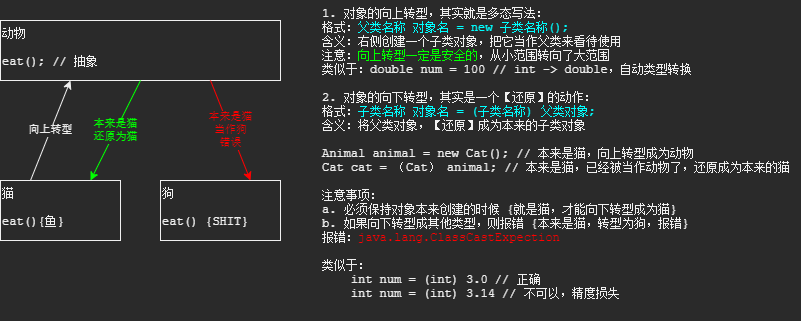 动物
eat(); // 抽象
向上转型
本来是猫
还原为猫
本来是猫
当作狗
错误
猫
eat(){鱼}
狗
eat() {SHIT}
1. 对象的向上转型，其实就是多态写法：
格式：父类名称 对象名 = new 子类名称();
含义：右侧创建一个子类对象，把它当作父类来看待使用
注意：向上转型一定是安全的，从小范围转向了大范围
类似于：double num = 100 // int -> double，自动类型转换
2. 对象的向下转型，其实是一个【还原】的动作：
格式：子类名称 对象名 = (子类名称) 父类对象;
含义：将父类对象，【还原】成为本来的子类对象
Animal animal = new Cat(); // 本来是猫，向上转型成为动物
Cat cat = （Cat） animal; // 本来是猫，已经被当作动物了，还原成为本来的猫
注意事项：
a. 必须保持对象本来创建的时候 {就是猫，才能向下转型成为猫}
b. 如果向下转型成其他类型，则报错 {本来是猫，转型为狗，报错}
报错：java.lang.ClassCastExpection
类似于：
int num = (int) 3.0 // 正确
int num = (int) 3.14 // 不可以，精度损失